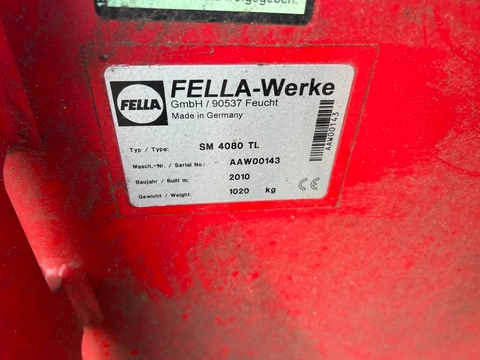 FELLA
FELLA-Werke
GmbH / 90537 Feucht
Made in Germany
Typ / Type: SM 4080 TL
Masch.-Nr. / Serial No.: AAW00143
Baujahr / Built in: 2010
Gewicht / Weight: 1020 kg
CE
AAW00143